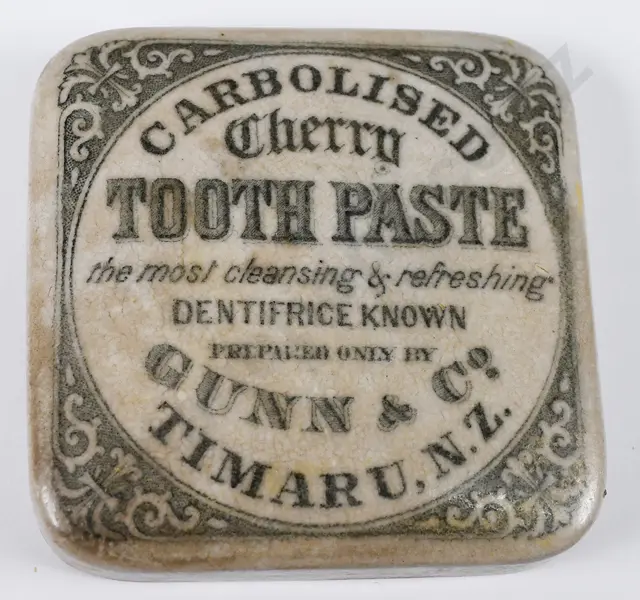 CARBOLISED
Cherry
TOOTH PASTE
the most cleansing & refreshing
DENTIFRICE KNOWN
PREPARED ONLY BY
GUNN & Co
TIMARU, N.Z.